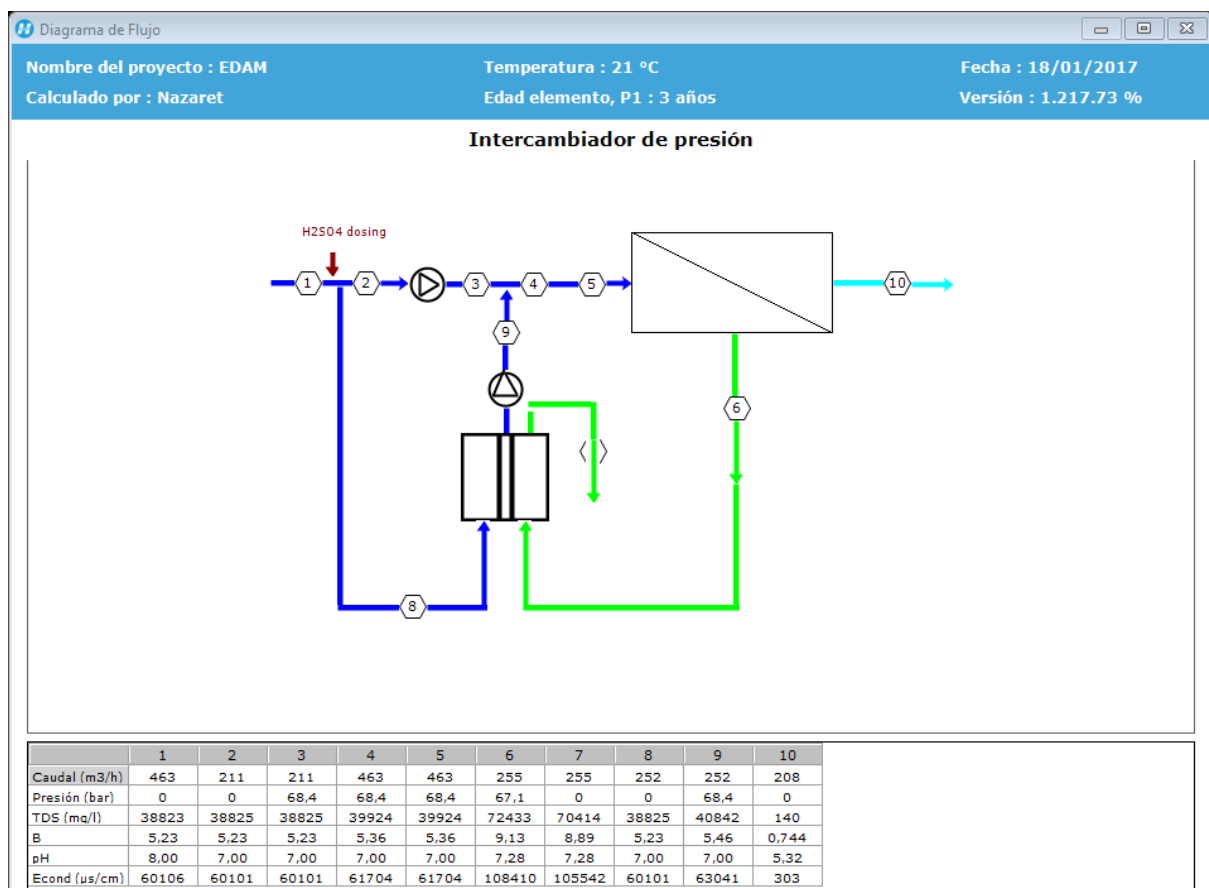 Diagrama de Flujo
Nombre del proyecto : EDAM Temperatura : 21 °C Fecha : 18/01/2017
Calculado por : Nazaret Edad elemento, P1 : 3 años Versión : 1.217.73 %
Intercambiador de presión
H2SO4 dosing
1 2 3 4 5 10
9
6
8
1 2 3 4 5 6 7 8 9 10
Caudal (m3/h) 463 211 211 463 463 255 255 252 252 208
Presión (bar) 0 0 68,4 68,4 68,4 67,1 0 0 68,4 0
TDS (mg/l) 38823 38825 38825 39924 39924 72433 70414 38825 40842 140
B 5,23 5,23 5,23 5,36 5,36 9,13 8,89 5,23 5,46 0,744
pH 8,00 7,00 7,00 7,00 7,00 7,28 7,28 7,00 7,00 5,32
Econd (µs/cm) 60106 60101 60101 61704 61704 108410 105542 60101 63041 303